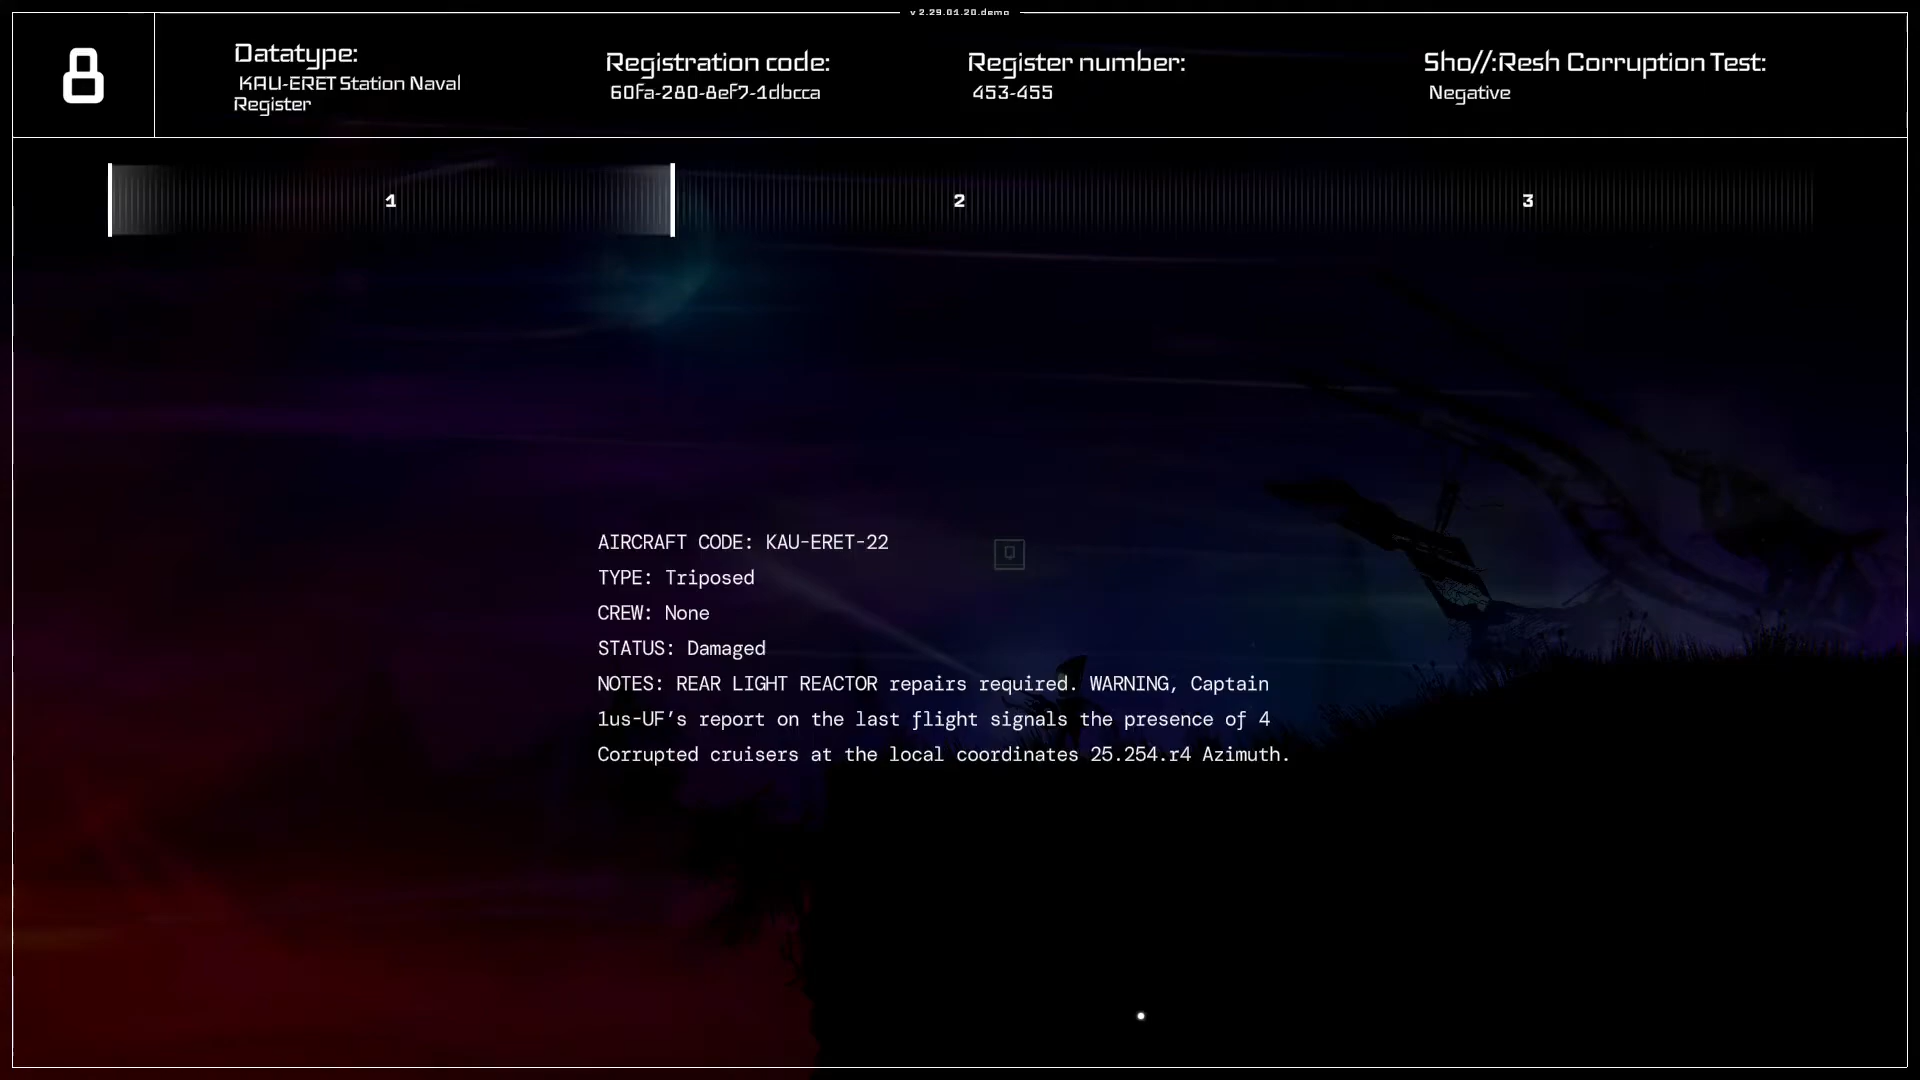 v 2.29.01.20.demo
8
Datatype:
KAU-ERET Station Naval
Register
Registration code:
60fa-280-8ef7-1dbcca
Register number:
453-455
Sho//:Resh Corruption Test:
Negative
1
2
3
AIRCRAFT CODE: KAU-ERET-22
TYPE: Triposed
CREW: None
STATUS: Damaged
NOTES: REAR LIGHT REACTOR repairs required. WARNING, Captain
1us-UF’s report on the last flight signals the presence of 4
Corrupted cruisers at the local coordinates 25.254.r4 Azimuth.